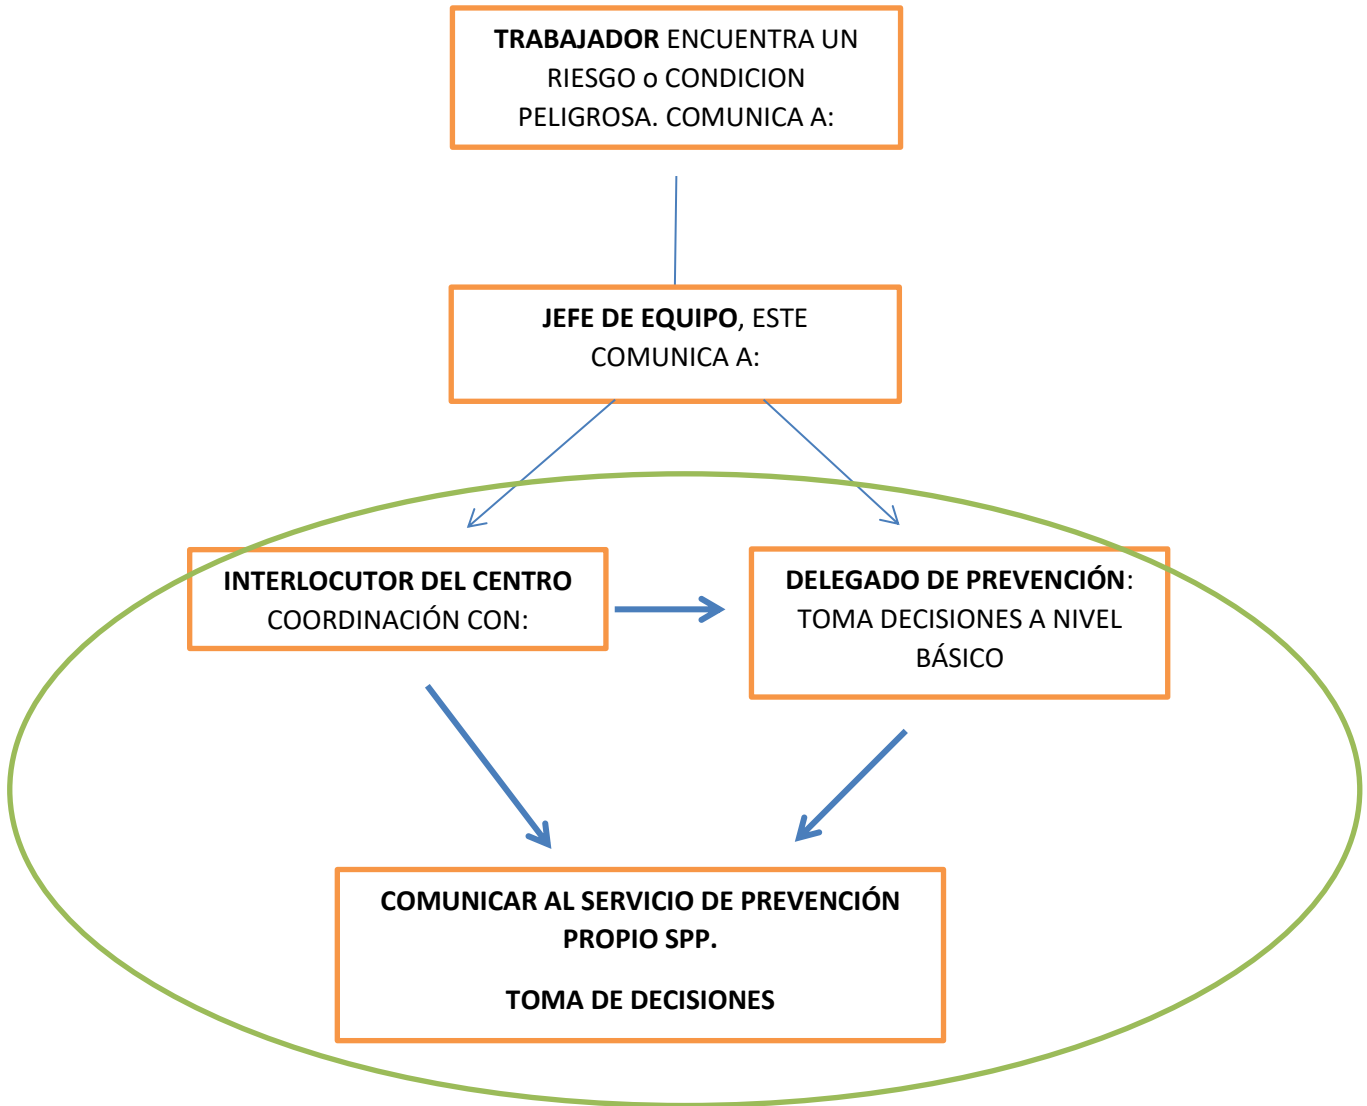 TRABAJADOR ENCUENTRA UN
RIESGO o CONDICION
PELIGROSA. COMUNICA A:
JEFE DE EQUIPO, ESTE
COMUNICA A:
INTERLOCUTOR DEL CENTRO
COORDINACIÓN CON:
DELEGADO DE PREVENCIÓN:
TOMA DECISIONES A NIVEL
BÁSICO
COMUNICAR AL SERVICIO DE PREVENCIÓN
PROPIO SPP.
TOMA DE DECISIONES